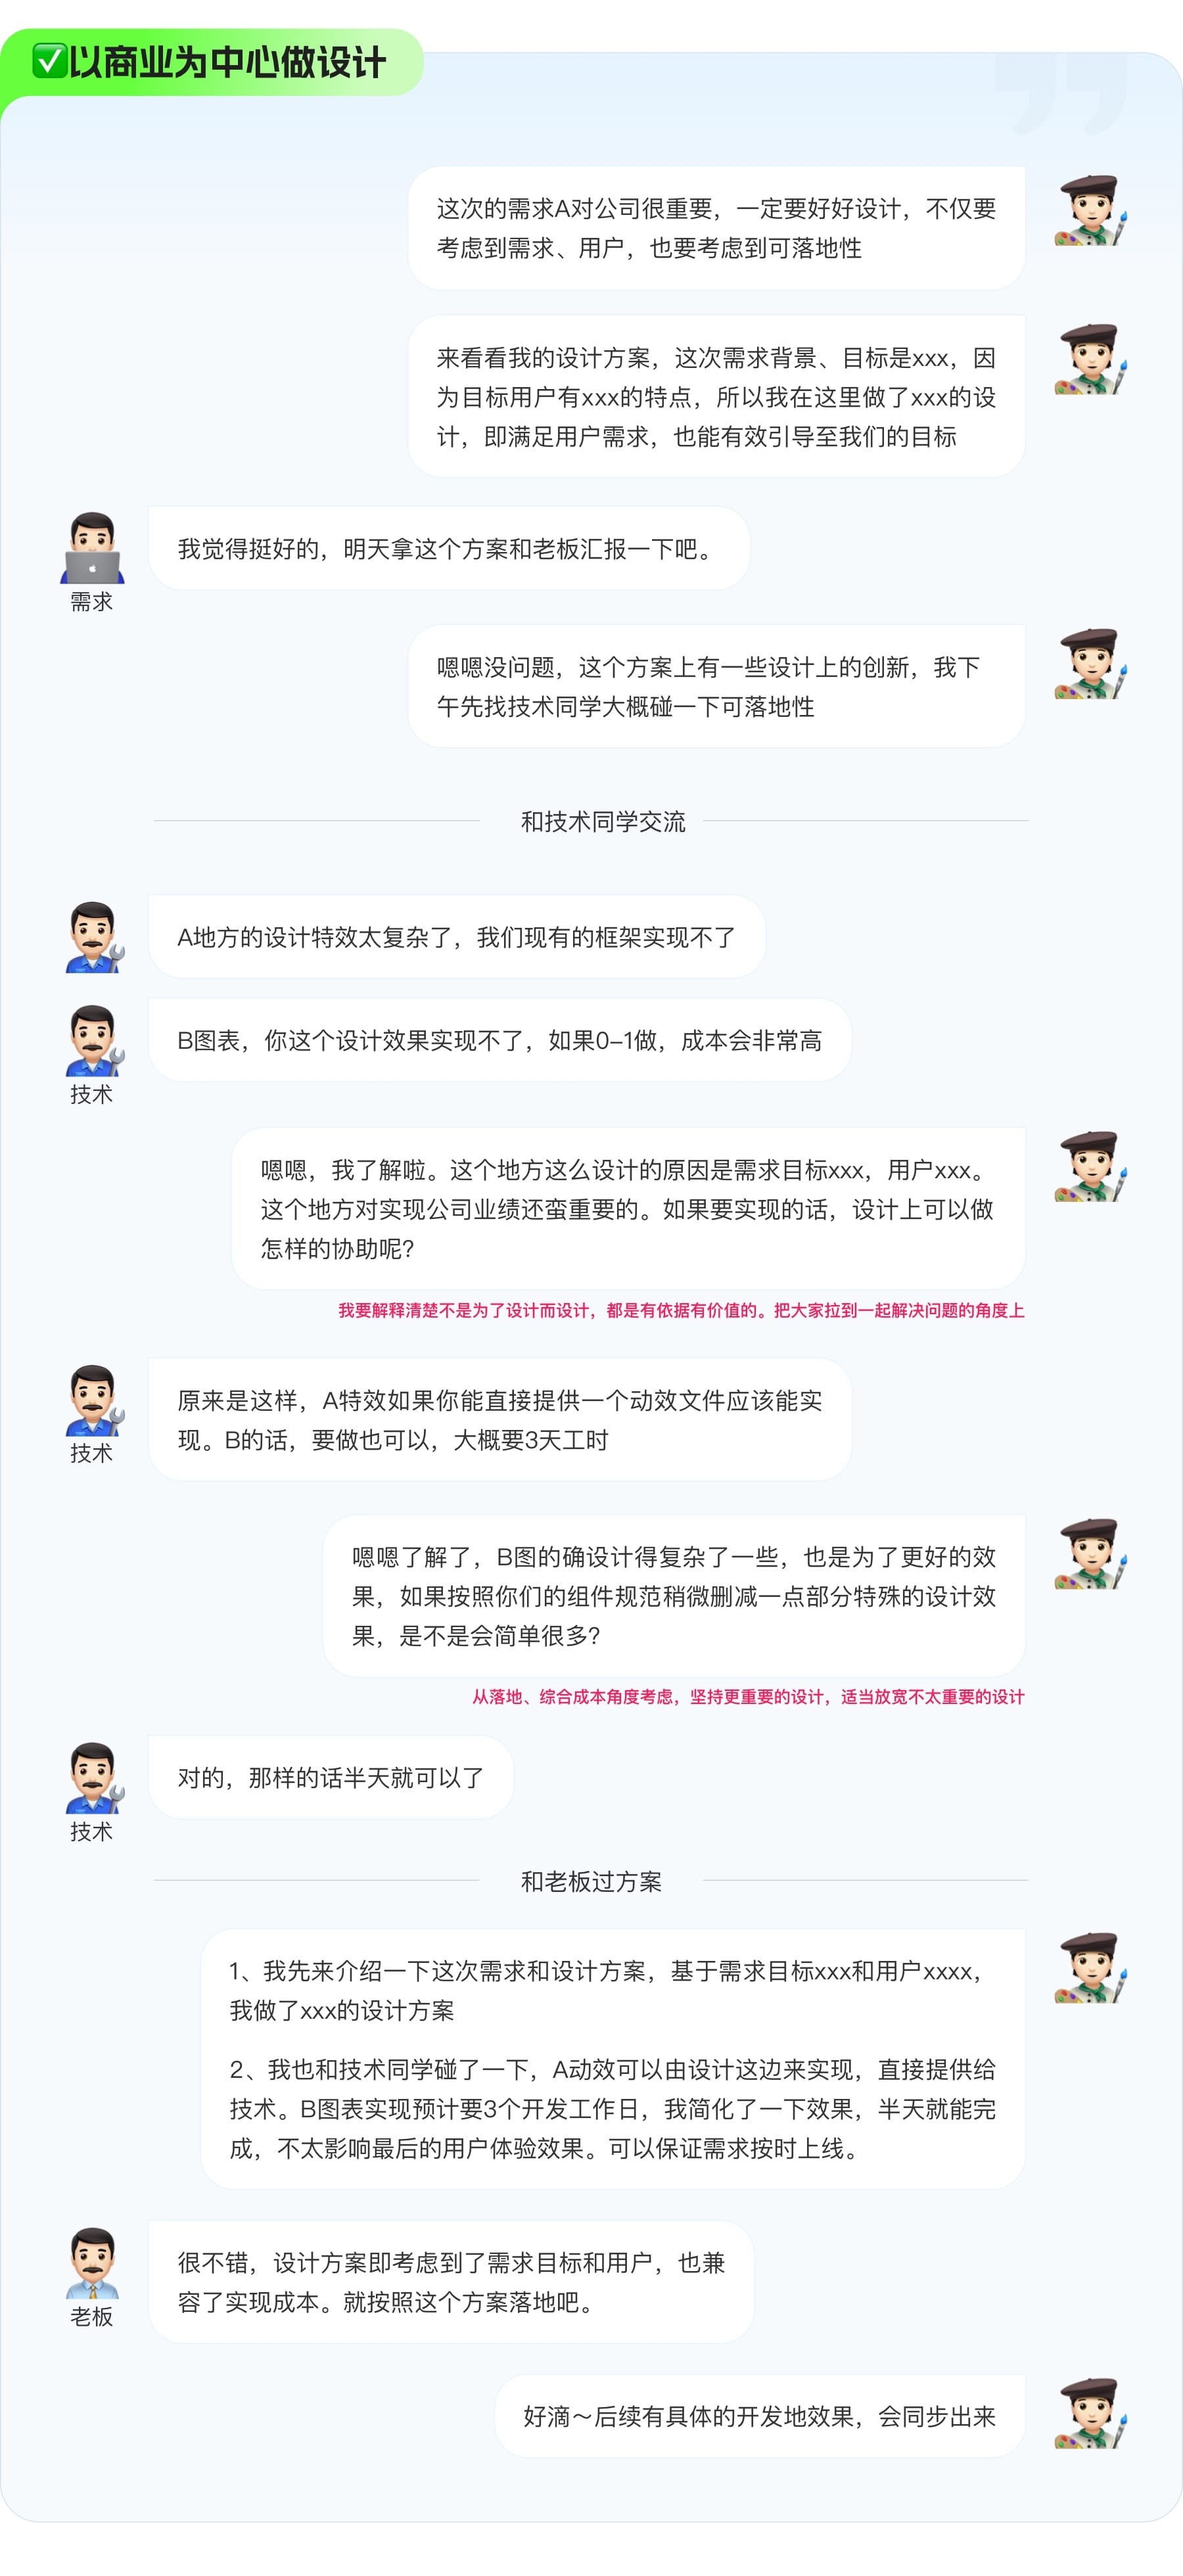 ✅以商业为中心做设计
这次的需求A对公司很重要，一定要好好设计，不仅要
考虑到需求、用户，也要考虑到可落地性
来看看我的设计方案，这次需求背景、目标是xxx，因
为目标用户有xxx的特点，所以我在这里做了xxx的设
计，即满足用户需求，也能有效引导至我们的目标
我觉得挺好的，明天拿这个方案和老板汇报一下吧。
需求
嗯嗯没问题，这个方案上有一些设计上的创新，我下
午先找技术同学大概碰一下可落地性
和技术同学交流
A地方的设计特效太复杂了，我们现有的框架实现不了
B图表，你这个设计效果实现不了，如果0-1做，成本会非常高
技术
嗯嗯，我了解啦。这个地方这么设计的原因是需求目标xxx，用户xxx。
这个地方对实现公司业绩还蛮重要的。如果要实现的话，设计上可以做
怎样的协助呢？
我要解释清楚不是为了设计而设计，都是有依据有价值的。把大家拉到一起解决问题的角度上
原来是这样，A特效如果你能直接提供一个动效文件应该能实
现。B的话，要做也可以，大概要3天工时
技术
嗯嗯了解了，B图的确设计得复杂了一些，也是为了更好的效
果，如果按照你们的组件规范稍微删减一点部分特殊的设计效
果，是不是会简单很多？
从落地、综合成本角度考虑，坚持更重要的设计，适当放宽不太重要的设计
对的，那样的话半天就可以了
技术
和老板过方案
1、我先来介绍一下这次需求和设计方案，基于需求目标xxx和用户xxxx，
我做了xxx的设计方案
2、我也和技术同学碰了一下，A动效可以由设计这边来实现，直接提供给
技术。B图表实现预计要3个开发工作日，我简化了一下效果，半天就能完
成，不太影响最后的用户体验效果。可以保证需求按时上线。
很不错，设计方案即考虑到了需求目标和用户，也兼
容了实现成本。就按照这个方案落地吧。
老板
好滴～后续有具体的开发地效果，会同步出来